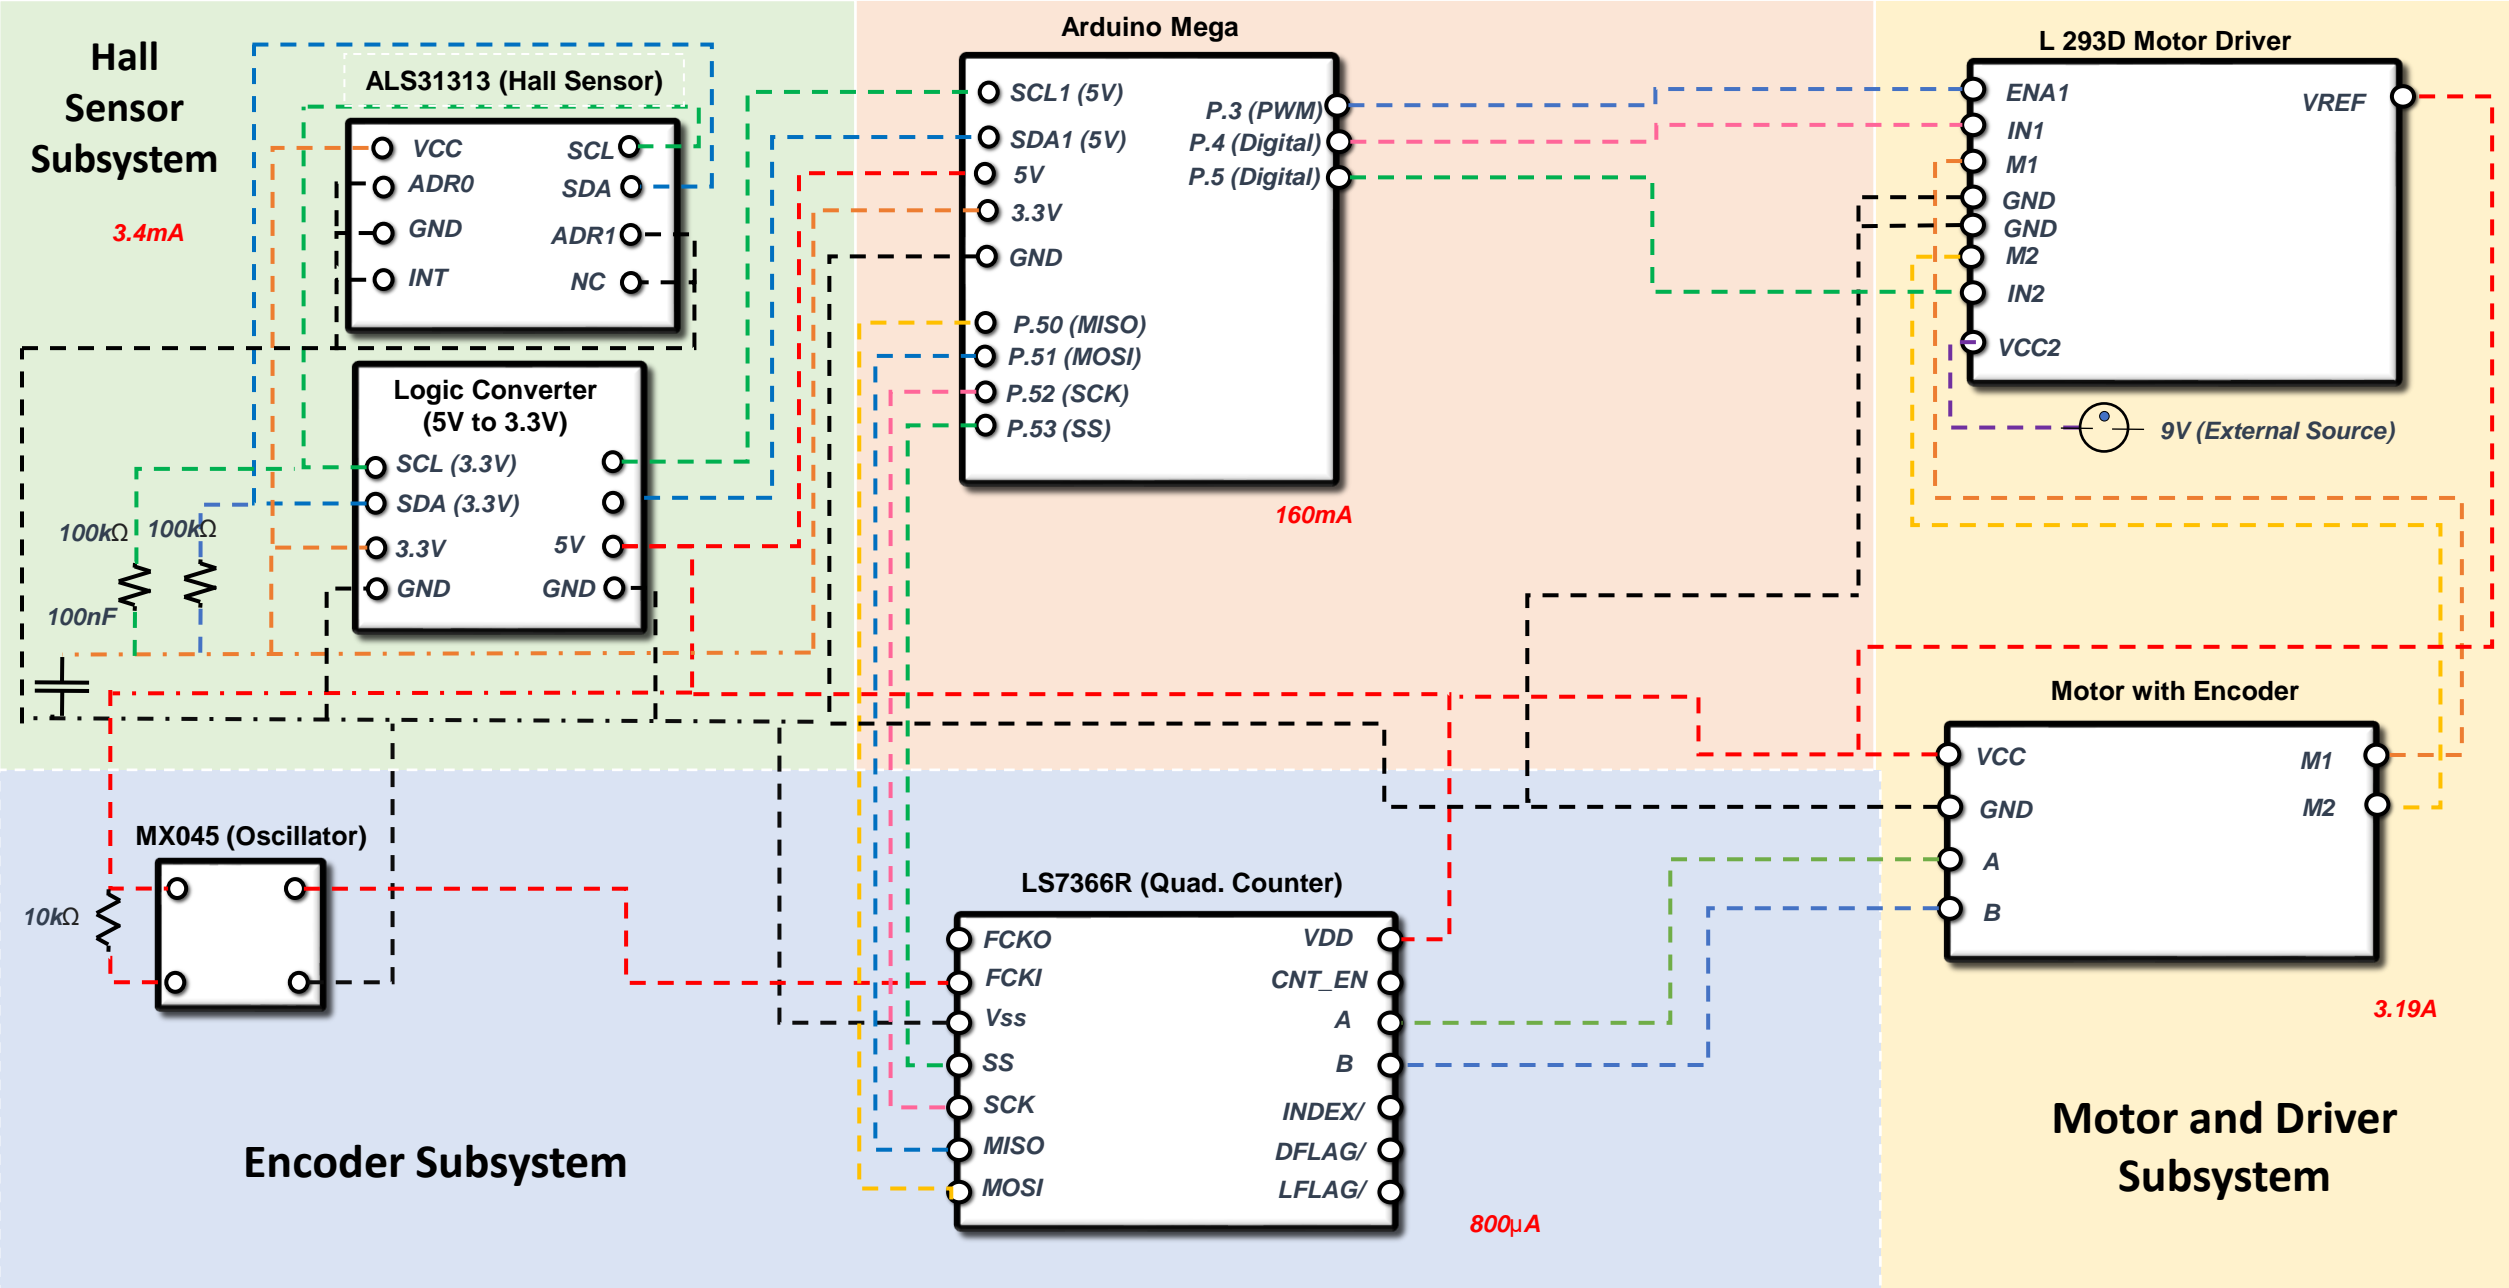 Hall
Sensor
Subsystem
3.4mA
ALS31313 (Hall Sensor)
VCC
ADR0
GND
INT
SCL
SDA
ADR1
NC
Logic Converter
(5V to 3.3V)
SCL (3.3V)
SDA (3.3V)
3.3V
GND
5V
GND
100kΩ
100kΩ
100nF
Arduino Mega
SCL1 (5V)
SDA1 (5V)
5V
3.3V
GND
P.50 (MISO)
P.51 (MOSI)
P.52 (SCK)
P.53 (SS)
P.3 (PWM)
P.4 (Digital)
P.5 (Digital)
160mA
L 293D Motor Driver
ENA1
IN1
M1
GND
GND
M2
IN2
VCC2
VREF
9V (External Source)
Motor with Encoder
VCC
GND
A
B
M1
M2
3.19A
Motor and Driver
Subsystem
MX045 (Oscillator)
10kΩ
Encoder Subsystem
LS7366R (Quad. Counter)
FCKO
FCKI
Vss
SS
SCK
MISO
MOSI
VDD
CNT_EN
A
B
INDEX/
DFLAG/
LFLAG/
800µA